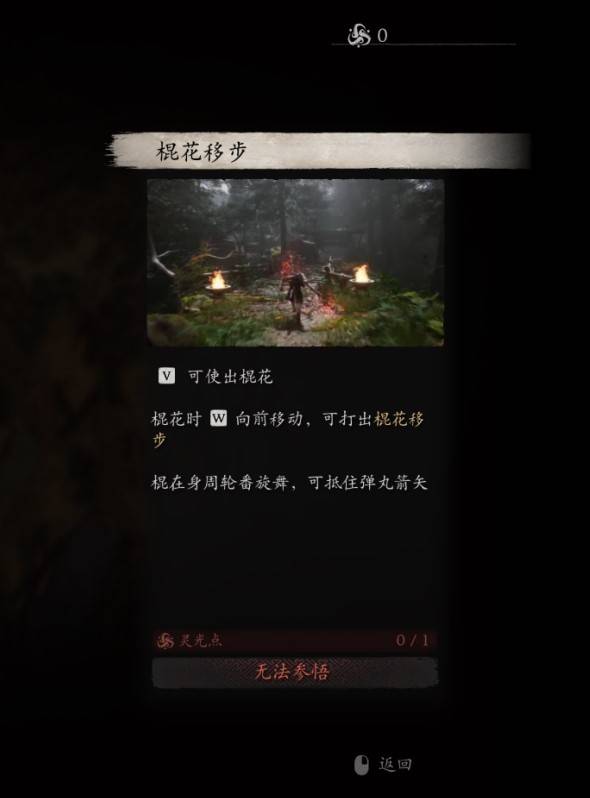 0
棍花移步
V 可使出棍花
棍花时 W 向前移动，可打出棍花移
步
棍在身周轮番旋舞，可抵住弹丸箭矢
灵光点 0/1
无法参悟
返回